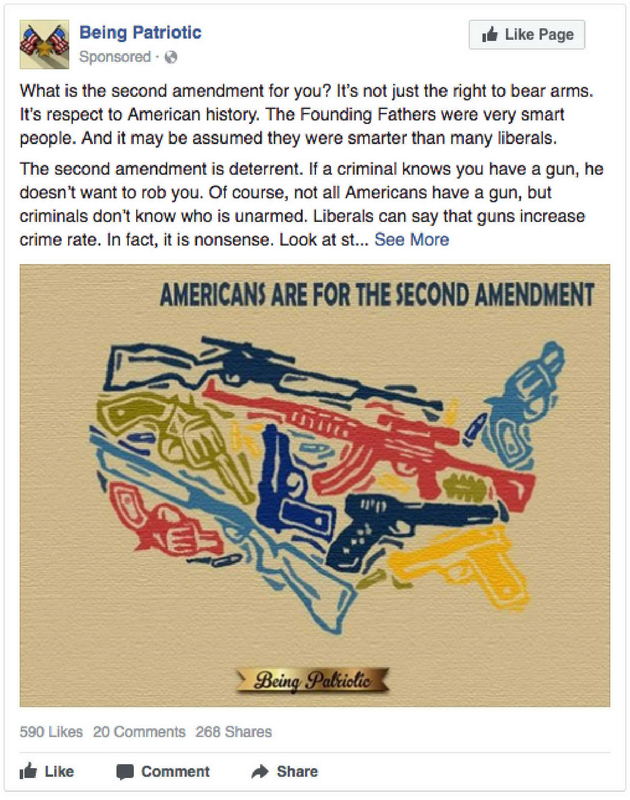 Being Patriotic
Like Page
Sponsored ·
What is the second amendment for you? It's not just the right to bear arms.
It's respect to American history. The Founding Fathers were very smart
people. And it may be assumed they were smarter than many liberals.
The second amendment is deterrent. If a criminal knows you have a gun, he
doesn't want to rob you. Of course, not all Americans have a gun, but
criminals don't know who is unarmed. Liberals can say that guns increase
crime rate. In fact, it is nonsense. Look at st... See More
AMERICANS ARE FOR THE SECOND AMENDMENT
Being Patriotic
590 Likes 20 Comments 268 Shares
Like Comment Share